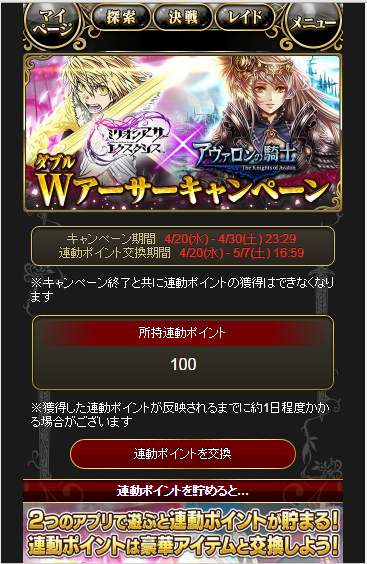 マイ
ページ
探索
決戦
レイド
メニュー
ミリオンアーサー
エクスタシス
アヴァロンの騎士
The Knights of Avalon
ダブル
Wアーサーキャンペーン
キャンペーン期間 4/20(水) - 4/30(土) 23:29
連動ポイント交換期間 4/20(水) - 5/7(土) 16:59
※キャンペーン終了と共に連動ポイントの獲得はできなくなり
ます
所持連動ポイント
100
※獲得した連動ポイントが反映されるまでに約1日程度かか
る場合がございます
連動ポイントを交換
連動ポイントを貯めると...
2つのアプリで遊ぶと連動ポイントが貯まる!
連動ポイントは豪華アイテムと交換しよう!